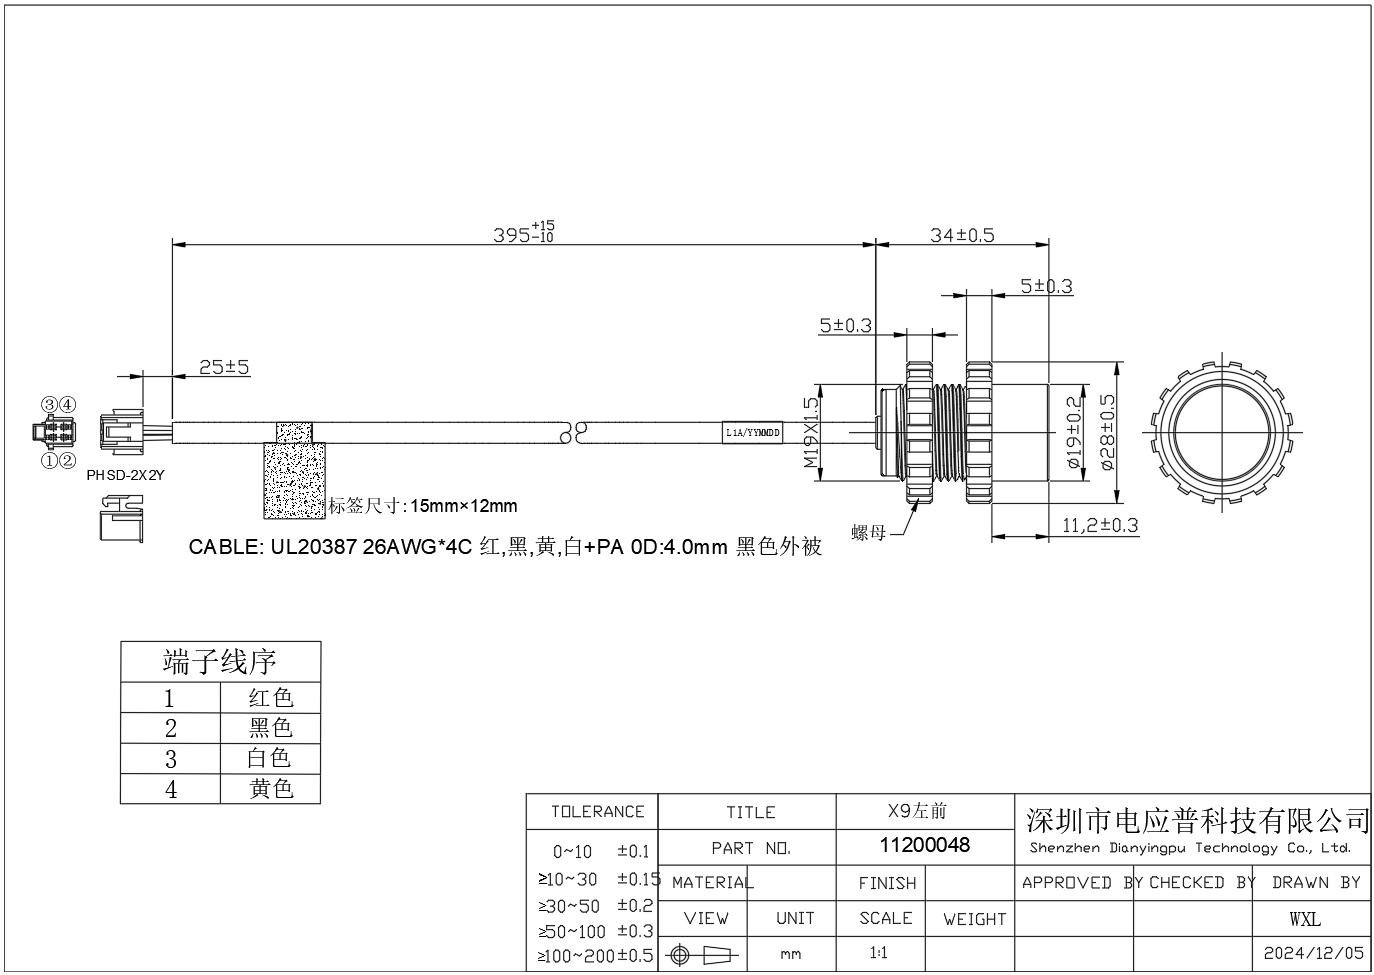 395 +15 -10
34±0.5
5±0.3
5±0.3
25±5
③④
①②
PHSD-2X2Y
L1A/YYMMDD
M19X1.5
ø19±0.2
ø28±0.5
标签尺寸:15mm×12mm
螺母
11,2±0.3
CABLE: UL20387 26AWG*4C 红,黑,黄,白+PA 0D:4.0mm 黑色外被
端子线序
1 红色
2 黑色
3 白色
4 黄色
TOLERANCE TITLE X9左前 深圳市电应普科技有限公司
0~10 ±0.1 PART NO. 11200048 Shenzhen Dianyingpu Technology Co., Ltd.
≥10~30 ±0.15 MATERIAL FINISH APPROVED BY CHECKED BY DRAWN BY
≥30~50 ±0.2 VIEW UNIT SCALE WEIGHT WXL
≥50~100 ±0.3
≥100~200±0.5 mm 1:1 2024/12/05